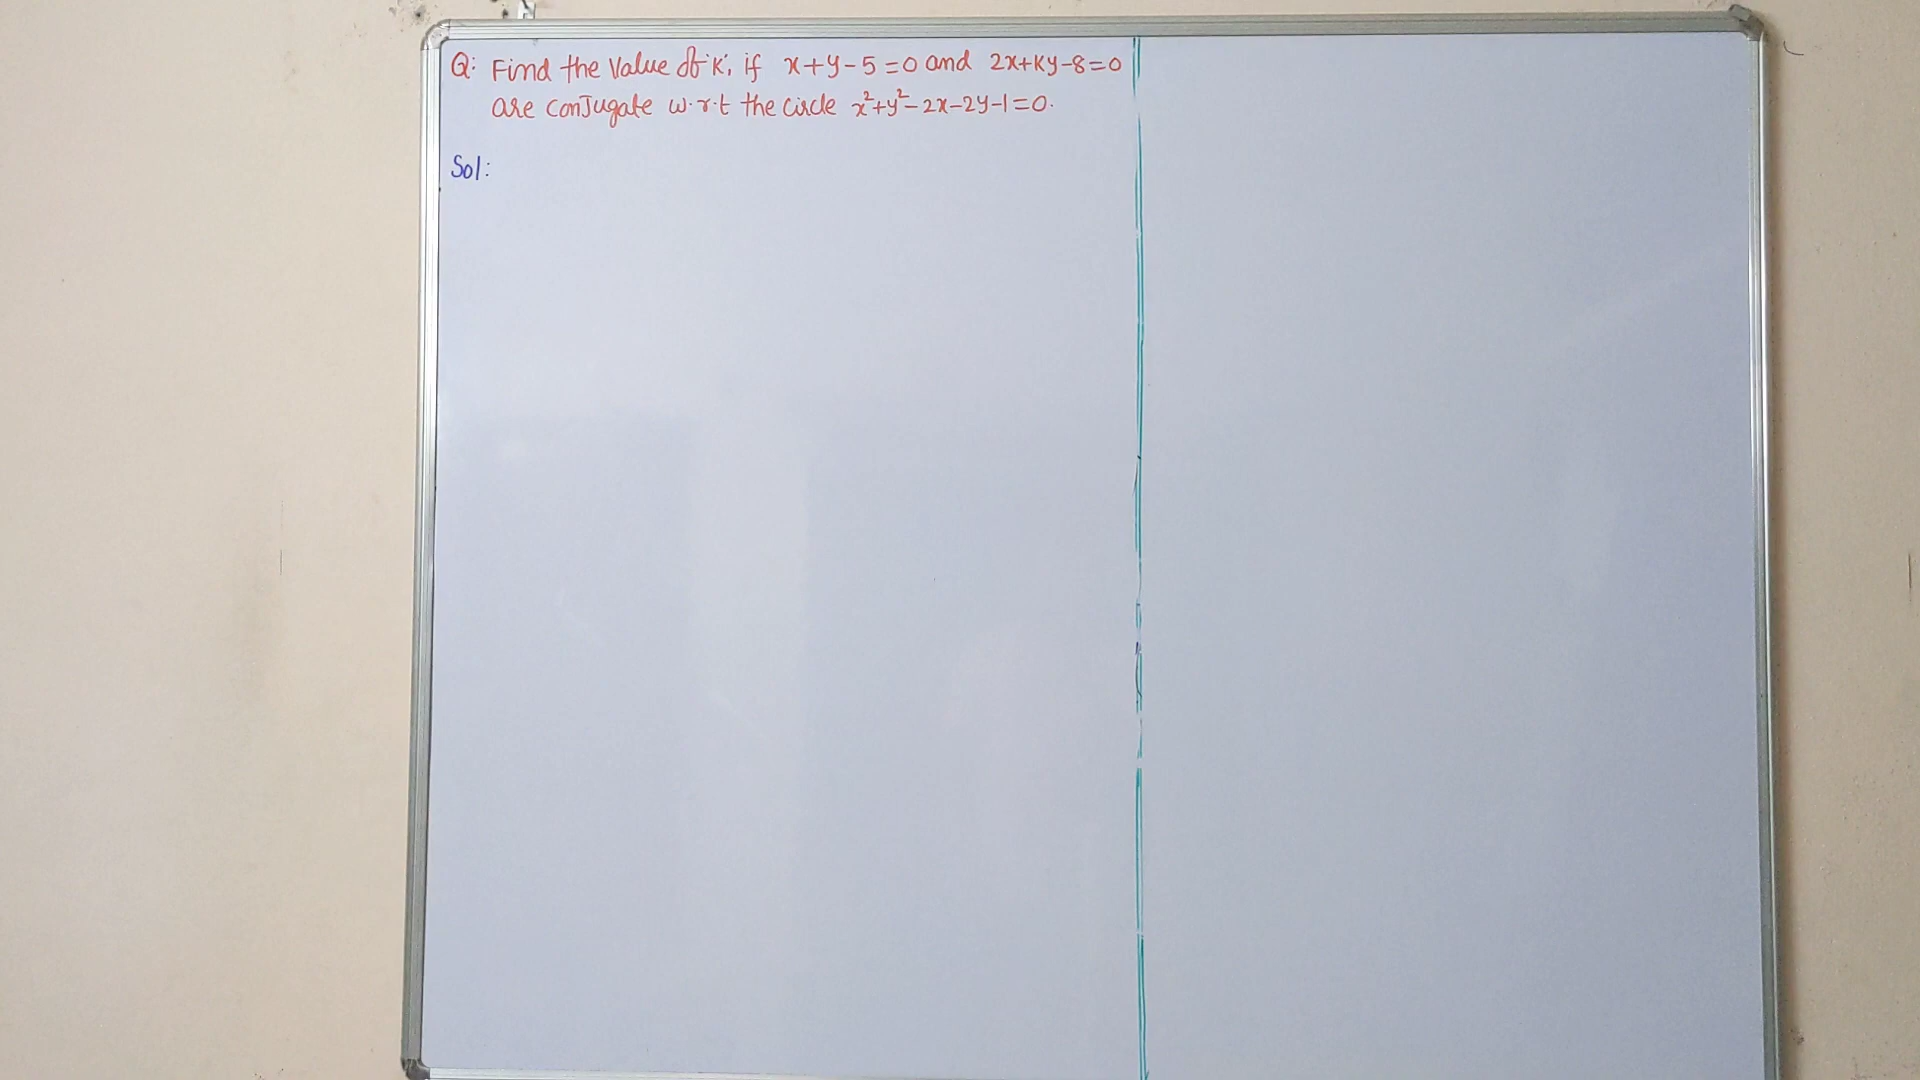 Q: Find the Value of 'K', if x+y-5=0 and 2x+Ky-8=0
are conjugate w.r.t the circle x²+y²-2x-2y-1=0.
Sol: